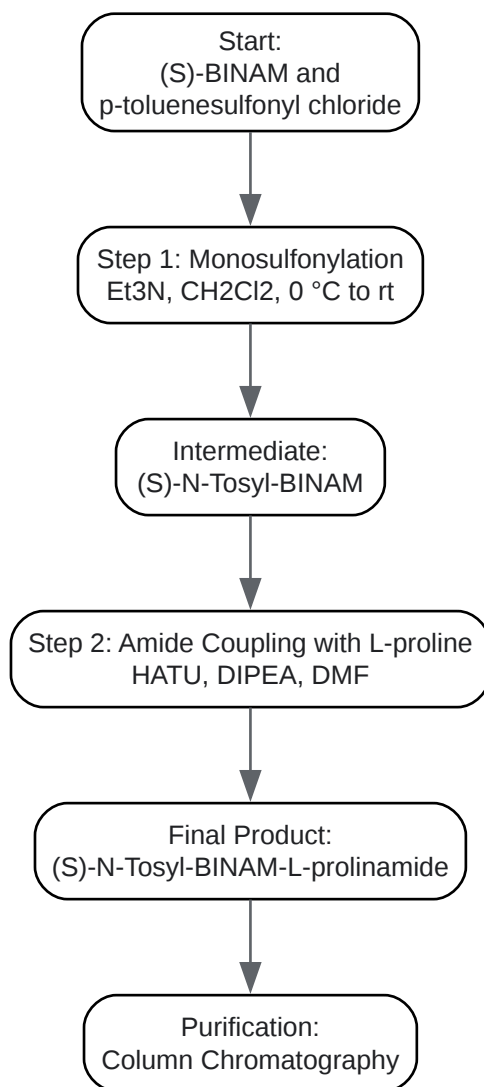 Start:
(S)-BINAM and
p-toluenesulfonyl chloride
Step 1: Monosulfonylation
Et3N, CH2Cl2, 0 °C to rt
Intermediate:
(S)-N-Tosyl-BINAM
Step 2: Amide Coupling with L-proline
HATU, DIPEA, DMF
Final Product:
(S)-N-Tosyl-BINAM-L-prolinamide
Purification:
Column Chromatography